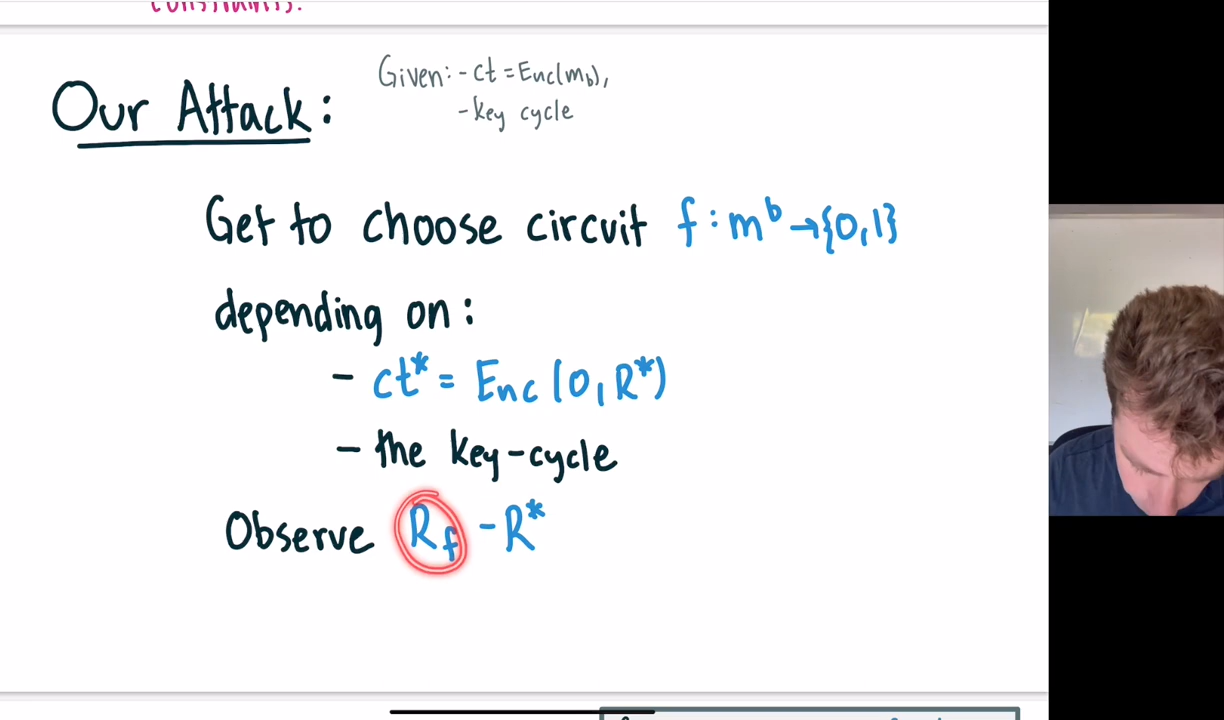 constraints.
Given: - ct = Enc(m_b),
- key cycle
Our Attack:
Get to choose circuit f : m^b → {0,1}
depending on:
- ct* = Enc(0, R*)
- the key-cycle
Observe R_f - R*